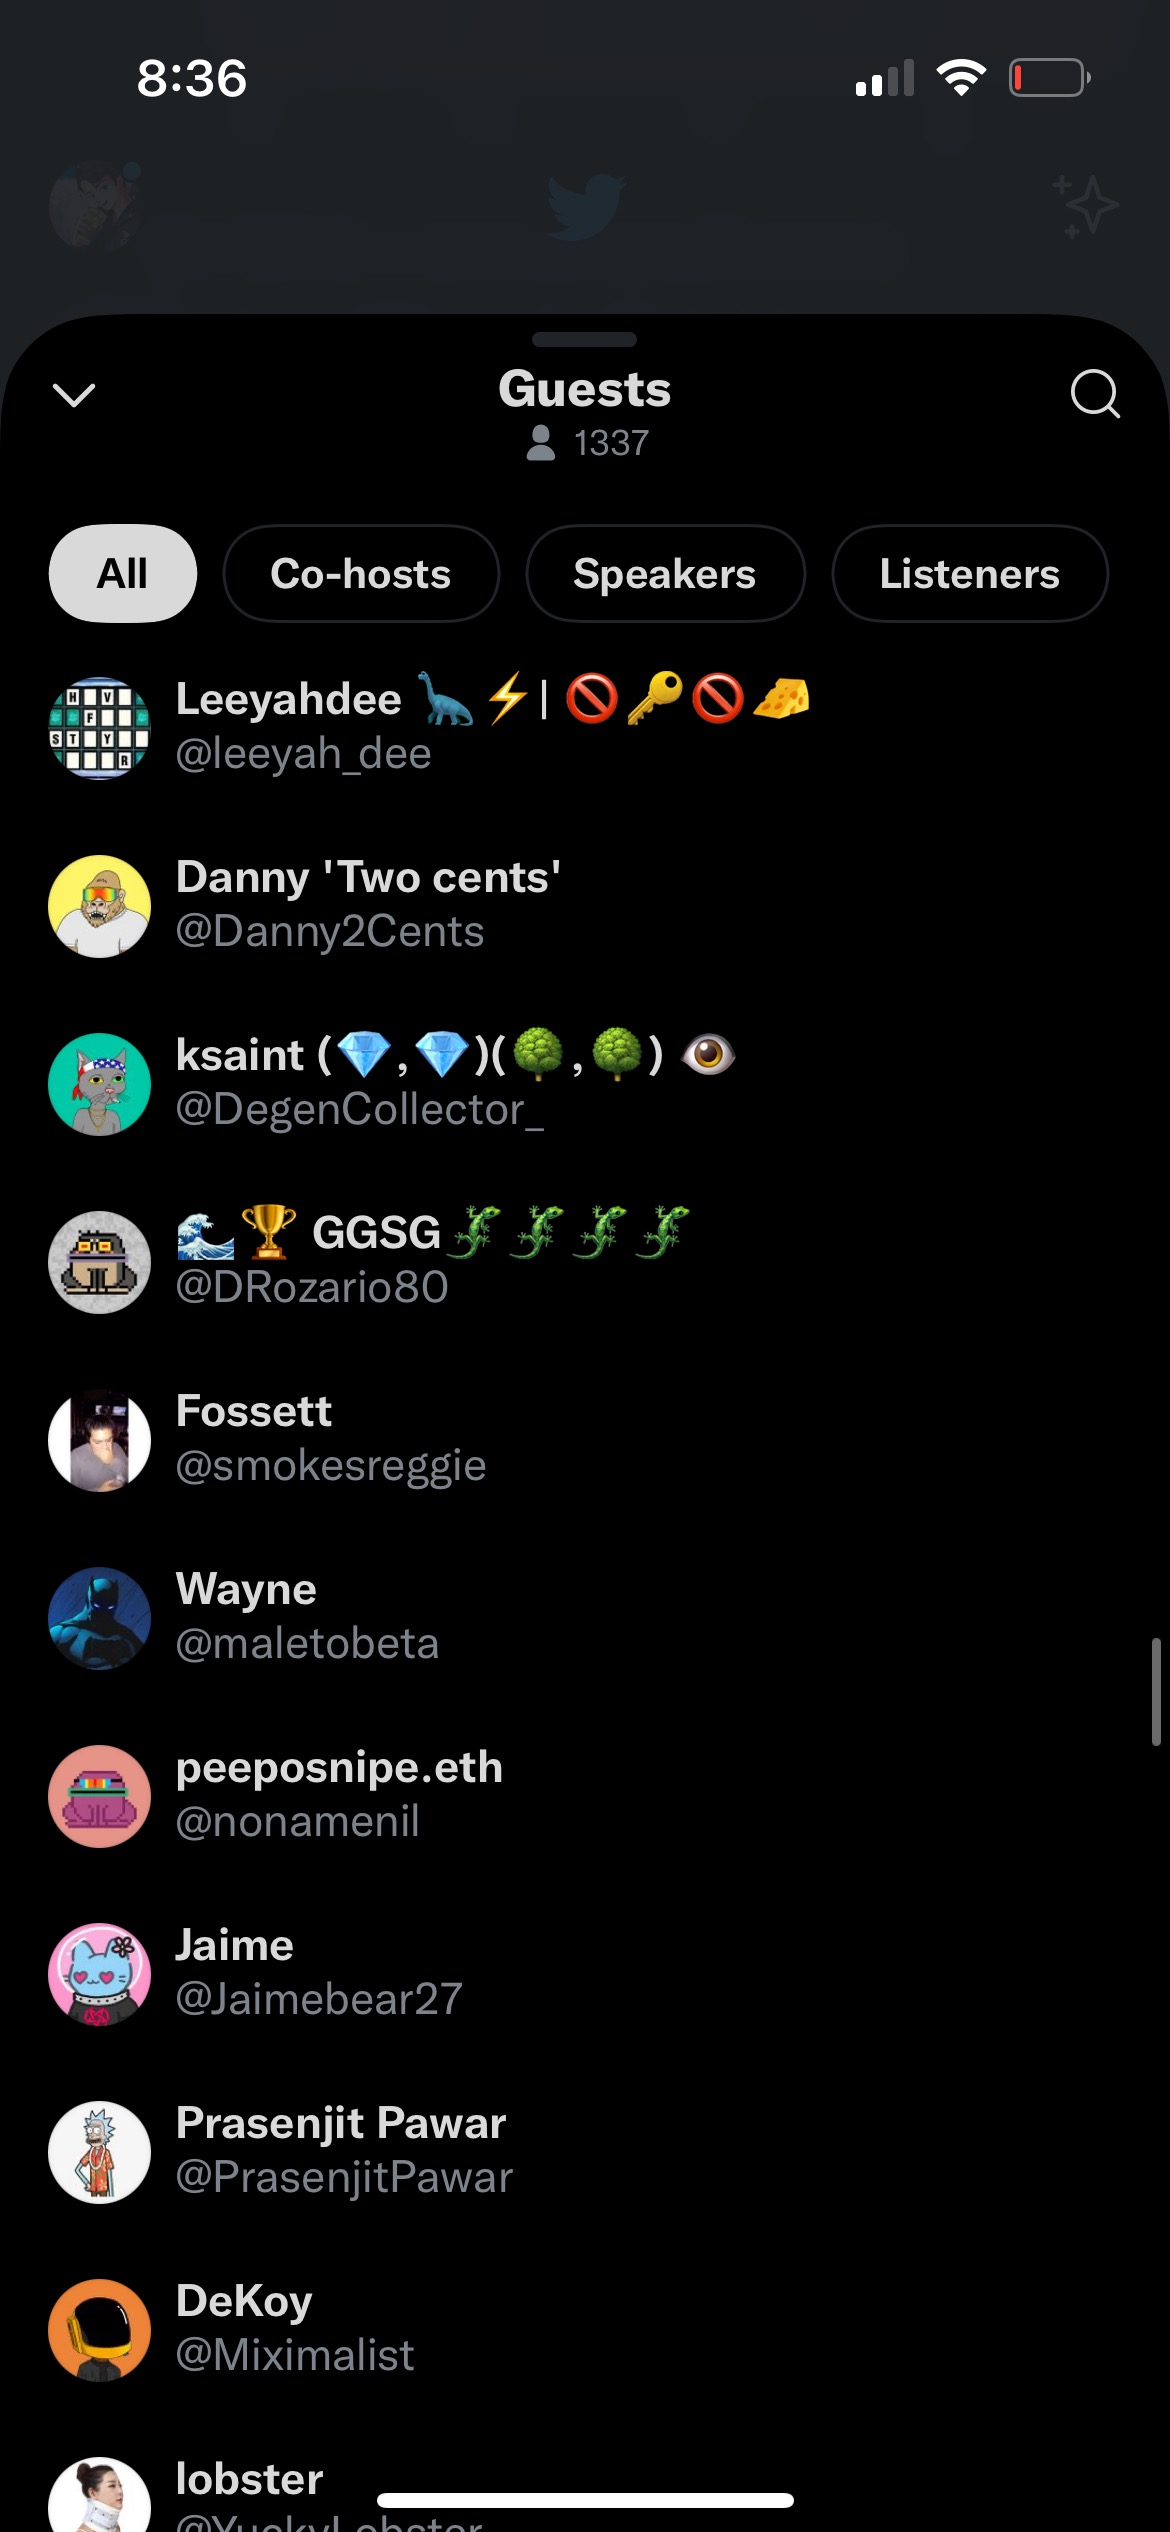 8:36
Guests
1337
All
Co-hosts
Speakers
Listeners
H V
F
S T Y
R
Leeyahdee 🦕⚡| 🚫🔑🚫🧀
@leeyah_dee
Danny 'Two cents'
@Danny2Cents
ksaint (💎,💎)(🌳,🌳) 👁️
@DegenCollector_
🌊🏆 GGSG🦎🦎🦎🦎
@DRozario80
Fossett
@smokesreggie
Wayne
@maletobeta
peeposnipe.eth
@nonamenil
Jaime
@Jaimebear27
Prasenjit Pawar
@PrasenjitPawar
DeKoy
@Miximalist
lobster
@YuckyLobster